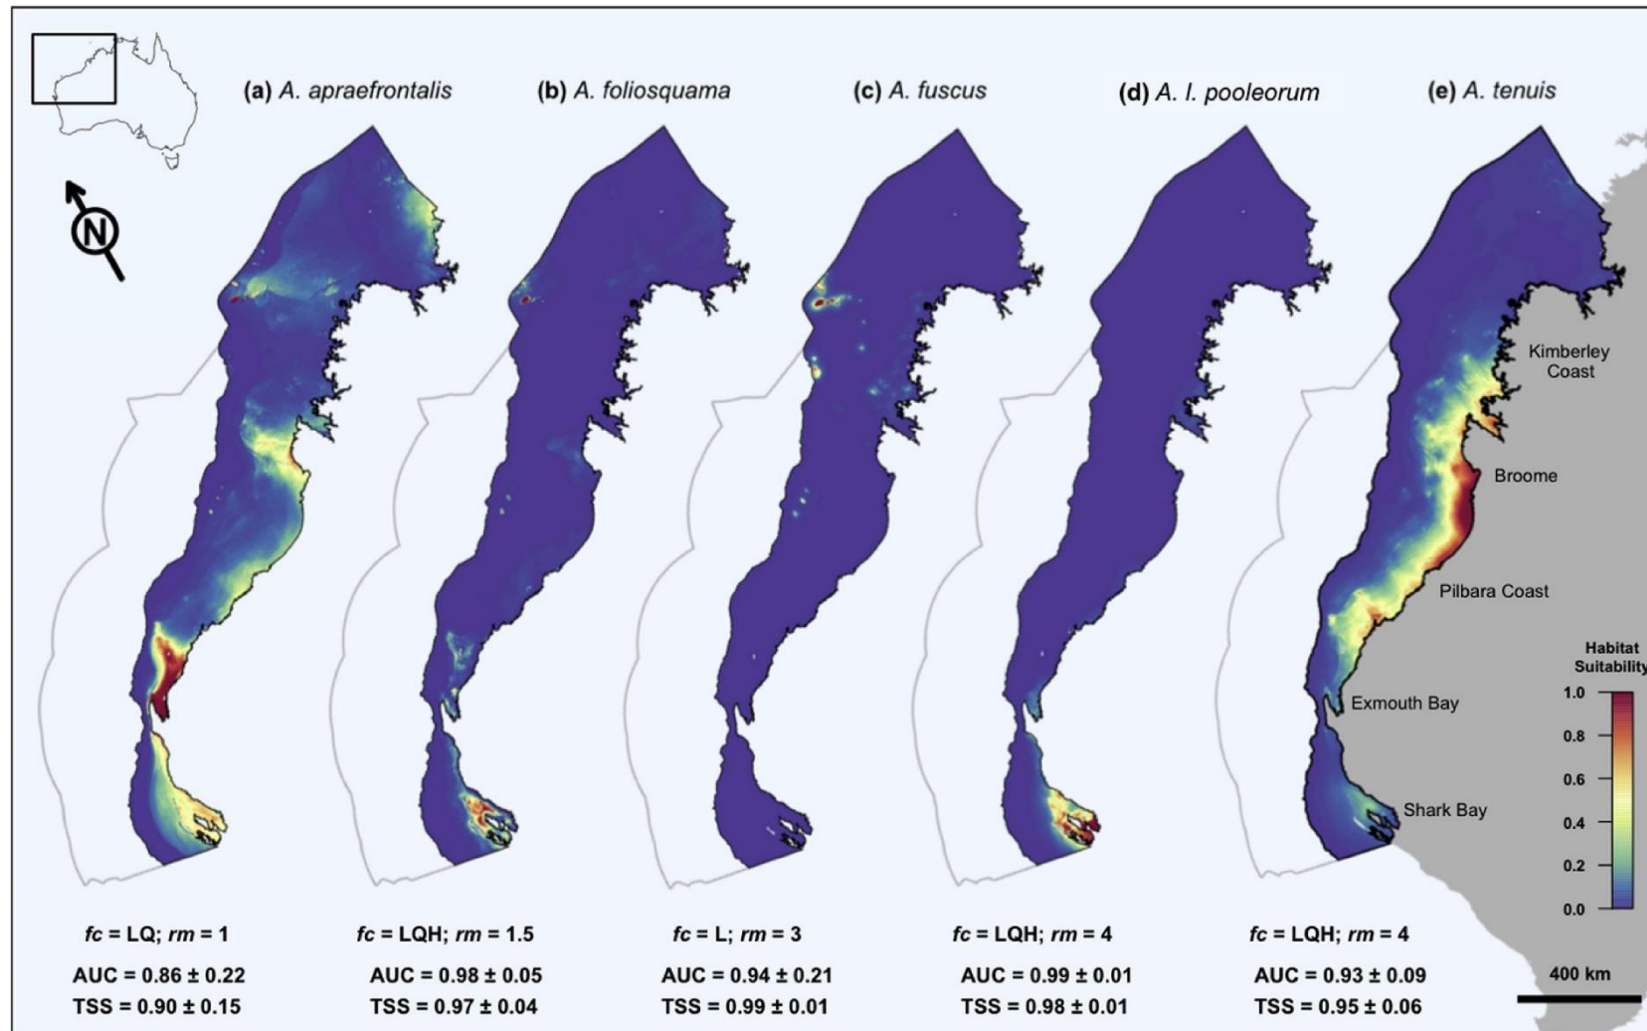 (a) A. apraefrontalis
(b) A. foliosquama
(c) A. fuscus
(d) A. l. pooleorum
(e) A. tenuis
N
Kimberley
Coast
Broome
Pilbara Coast
Exmouth Bay
Shark Bay
Habitat
Suitability
1.0
0.8
0.6
0.4
0.2
0.0
fc = LQ; rm = 1
AUC = 0.86 ± 0.22
TSS = 0.90 ± 0.15
fc = LQH; rm = 1.5
AUC = 0.98 ± 0.05
TSS = 0.97 ± 0.04
fc = L; rm = 3
AUC = 0.94 ± 0.21
TSS = 0.99 ± 0.01
fc = LQH; rm = 4
AUC = 0.99 ± 0.01
TSS = 0.98 ± 0.01
fc = LQH; rm = 4
AUC = 0.93 ± 0.09
TSS = 0.95 ± 0.06
400 km